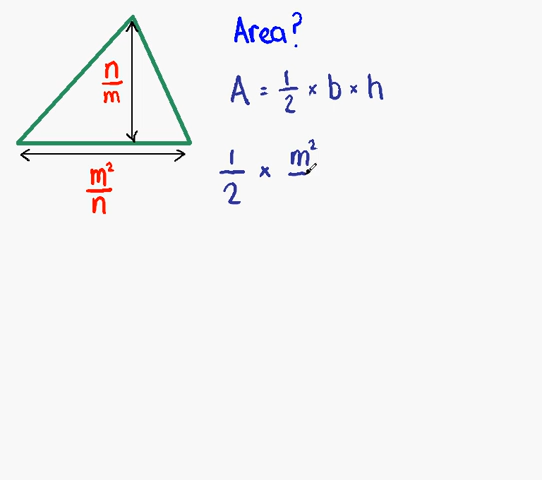 Area?
n/m
A = 1/2 × b × h
m²/n
1/2 × m²